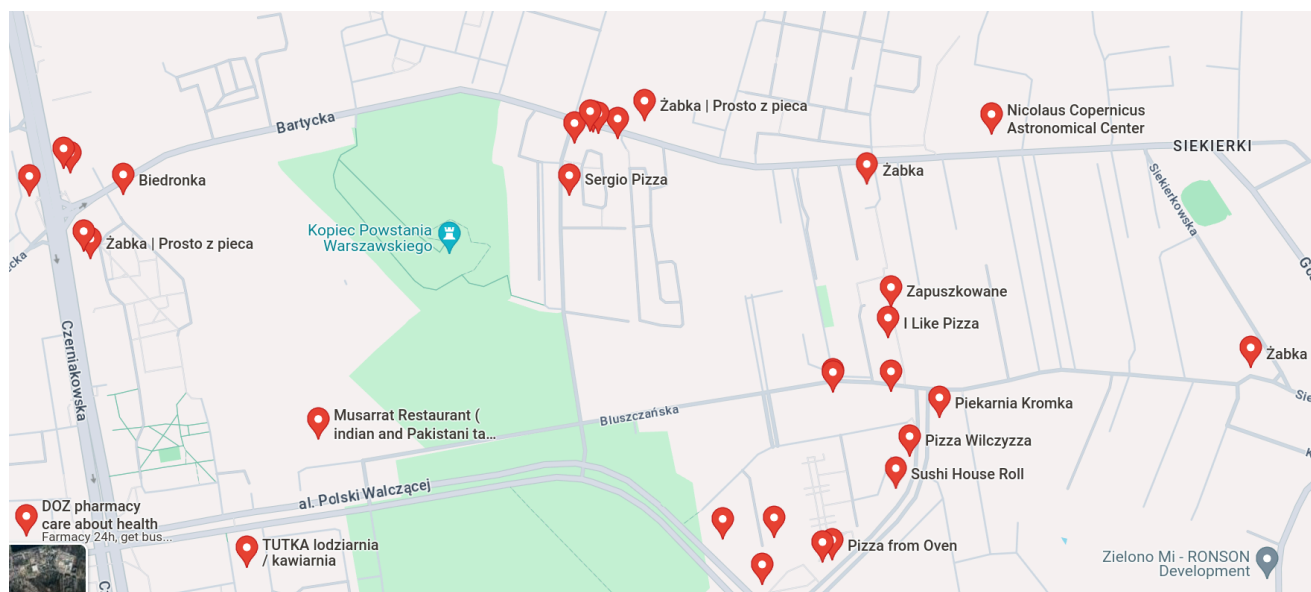 Żabka | Prosto z pieca
Nicolaus Copernicus
Astronomical Center
Bartycka
SIEKIERKI
Żabka
Biedronka
Sergio Pizza
Siekierkowska
Kopiec Powstania
Warszawskiego
Żabka | Prosto z pieca
ecka
Zapuszkowane
I Like Pizza
Czerniakowska
Żabka
Piekarnia Kromka
Musarrat Restaurant (
indian and Pakistani ta...
Bluszczańska
Pizza Wilczyzza
Sushi House Roll
al. Polski Walczącej
DOZ pharmacy
care about health
Farmacy 24h, get bus...
TUTKA lodziarnia
/ kawiarnia
Pizza from Oven
Zielono Mi - RONSON
Development